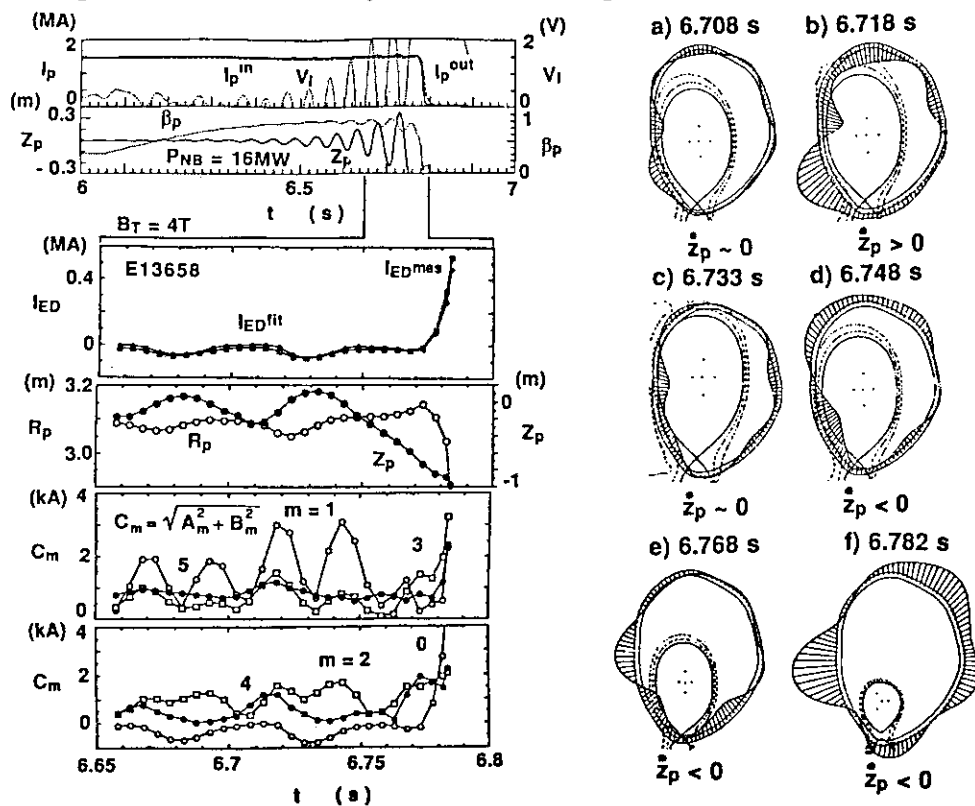 (MA) (V)
2 2
I_p I_p^in V_l I_p^out V_l
0 0
(m)
0.3 β_p 1
Z_p P_NB = 16MW Z_p β_p
- 0.3 0
6 6.5 7
t (s)
B_T = 4T
(MA)
E13658 I_ED^mes
0.4
I_ED I_ED^fit
0
(m) (m)
3.2 0
R_p R_p Z_p Z_p
3.0 -1
(kA)
4 C_m = √A_m^2 + B_m^2 m = 1
C_m 2 5 3
0
(kA)
4 m = 2 0
C_m 2 4
0
6.65 6.7 6.75 6.8
t (s)
a) 6.708 s b) 6.718 s
ż_p ~ 0 ż_p > 0
c) 6.733 s d) 6.748 s
ż_p ~ 0 ż_p < 0
e) 6.768 s f) 6.782 s
ż_p < 0 ż_p < 0